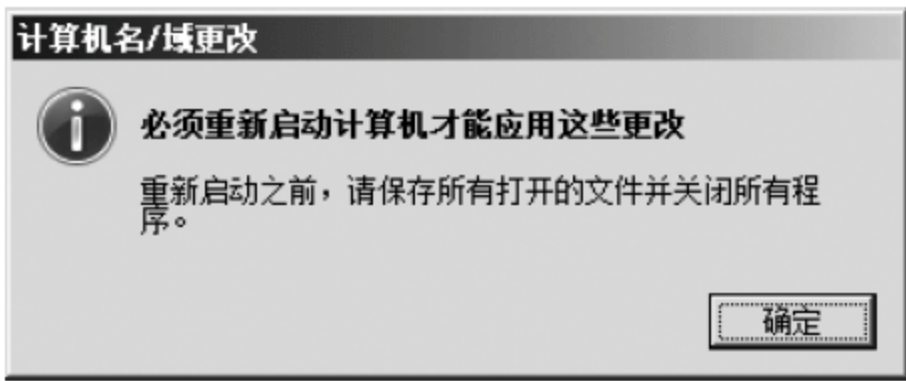 计算机名/域更改
必须重新启动计算机才能应用这些更改
重新启动之前，请保存所有打开的文件并关闭所有程
序。
确定